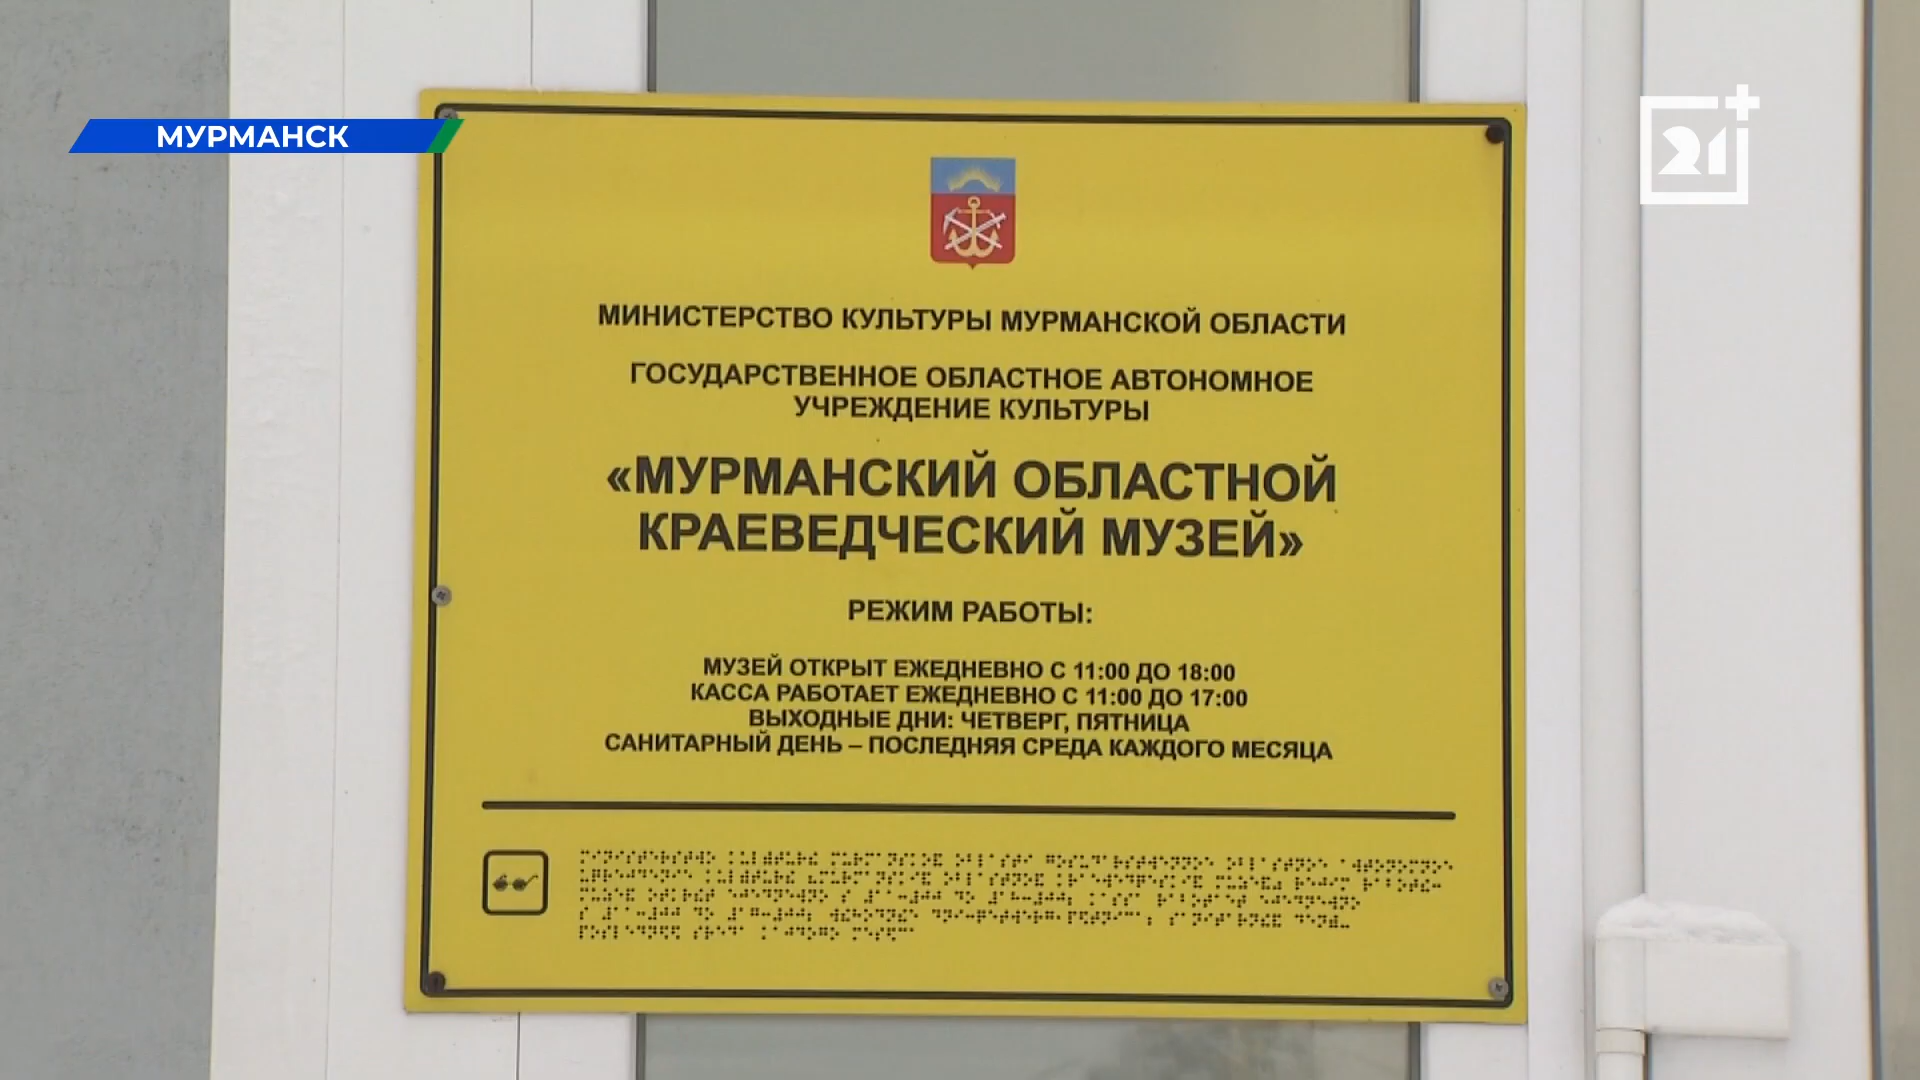 МУРМАНСК
21+
МИНИСТЕРСТВО КУЛЬТУРЫ МУРМАНСКОЙ ОБЛАСТИ
ГОСУДАРСТВЕННОЕ ОБЛАСТНОЕ АВТОНОМНОЕ
УЧРЕЖДЕНИЕ КУЛЬТУРЫ
«МУРМАНСКИЙ ОБЛАСТНОЙ
КРАЕВЕДЧЕСКИЙ МУЗЕЙ»
РЕЖИМ РАБОТЫ:
МУЗЕЙ ОТКРЫТ ЕЖЕДНЕВНО С 11:00 ДО 18:00
КАССА РАБОТАЕТ ЕЖЕДНЕВНО С 11:00 ДО 17:00
ВЫХОДНЫЕ ДНИ: ЧЕТВЕРГ, ПЯТНИЦА
САНИТАРНЫЙ ДЕНЬ – ПОСЛЕДНЯЯ СРЕДА КАЖДОГО МЕСЯЦА